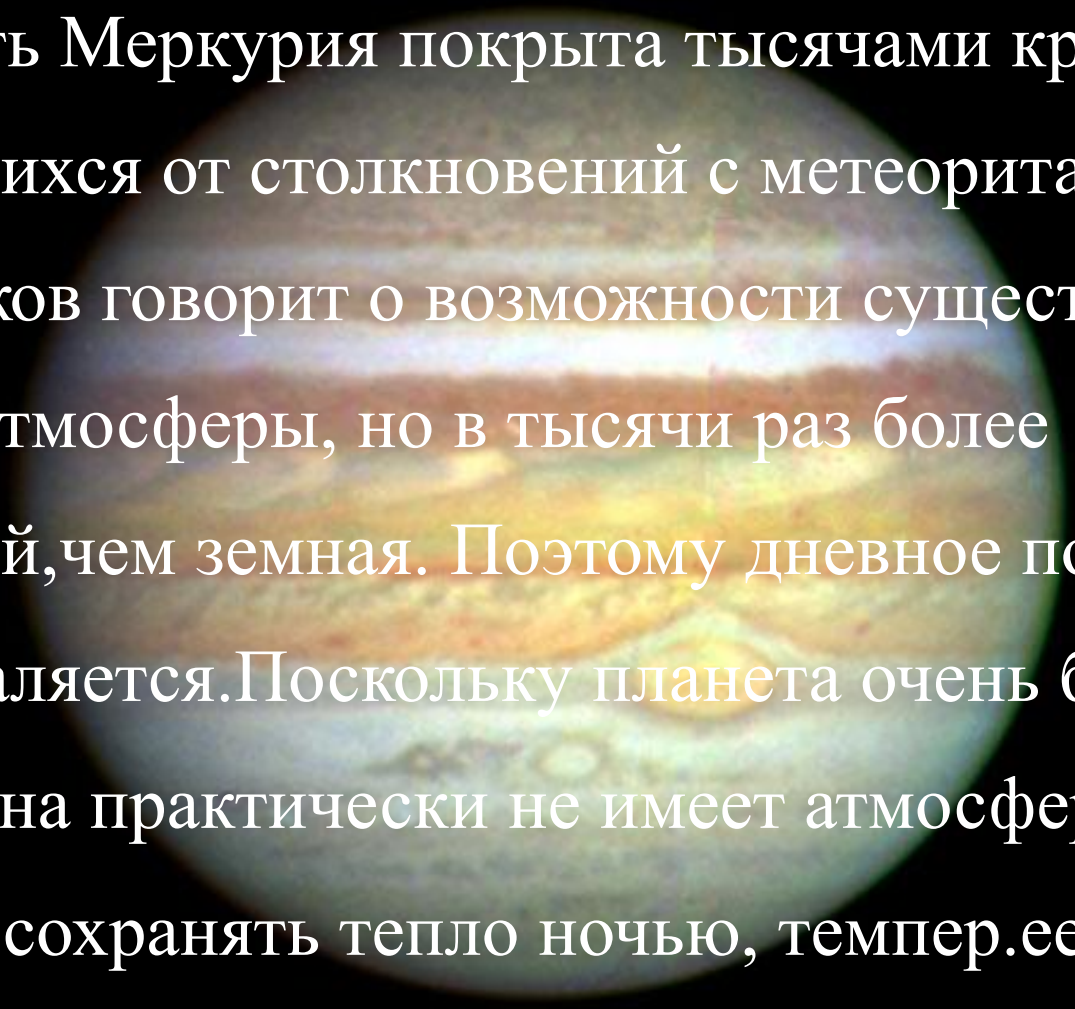 ть Меркурия покрыта тысячами кр
ихся от столкновений с метеорита
ков говорит о возможности сущест
тмосферы, но в тысячи раз более
й,чем земная. Поэтому дневное по
аляется.Поскольку планета очень б
на практически не имеет атмосфер
сохранять тепло ночью, темпер.ее